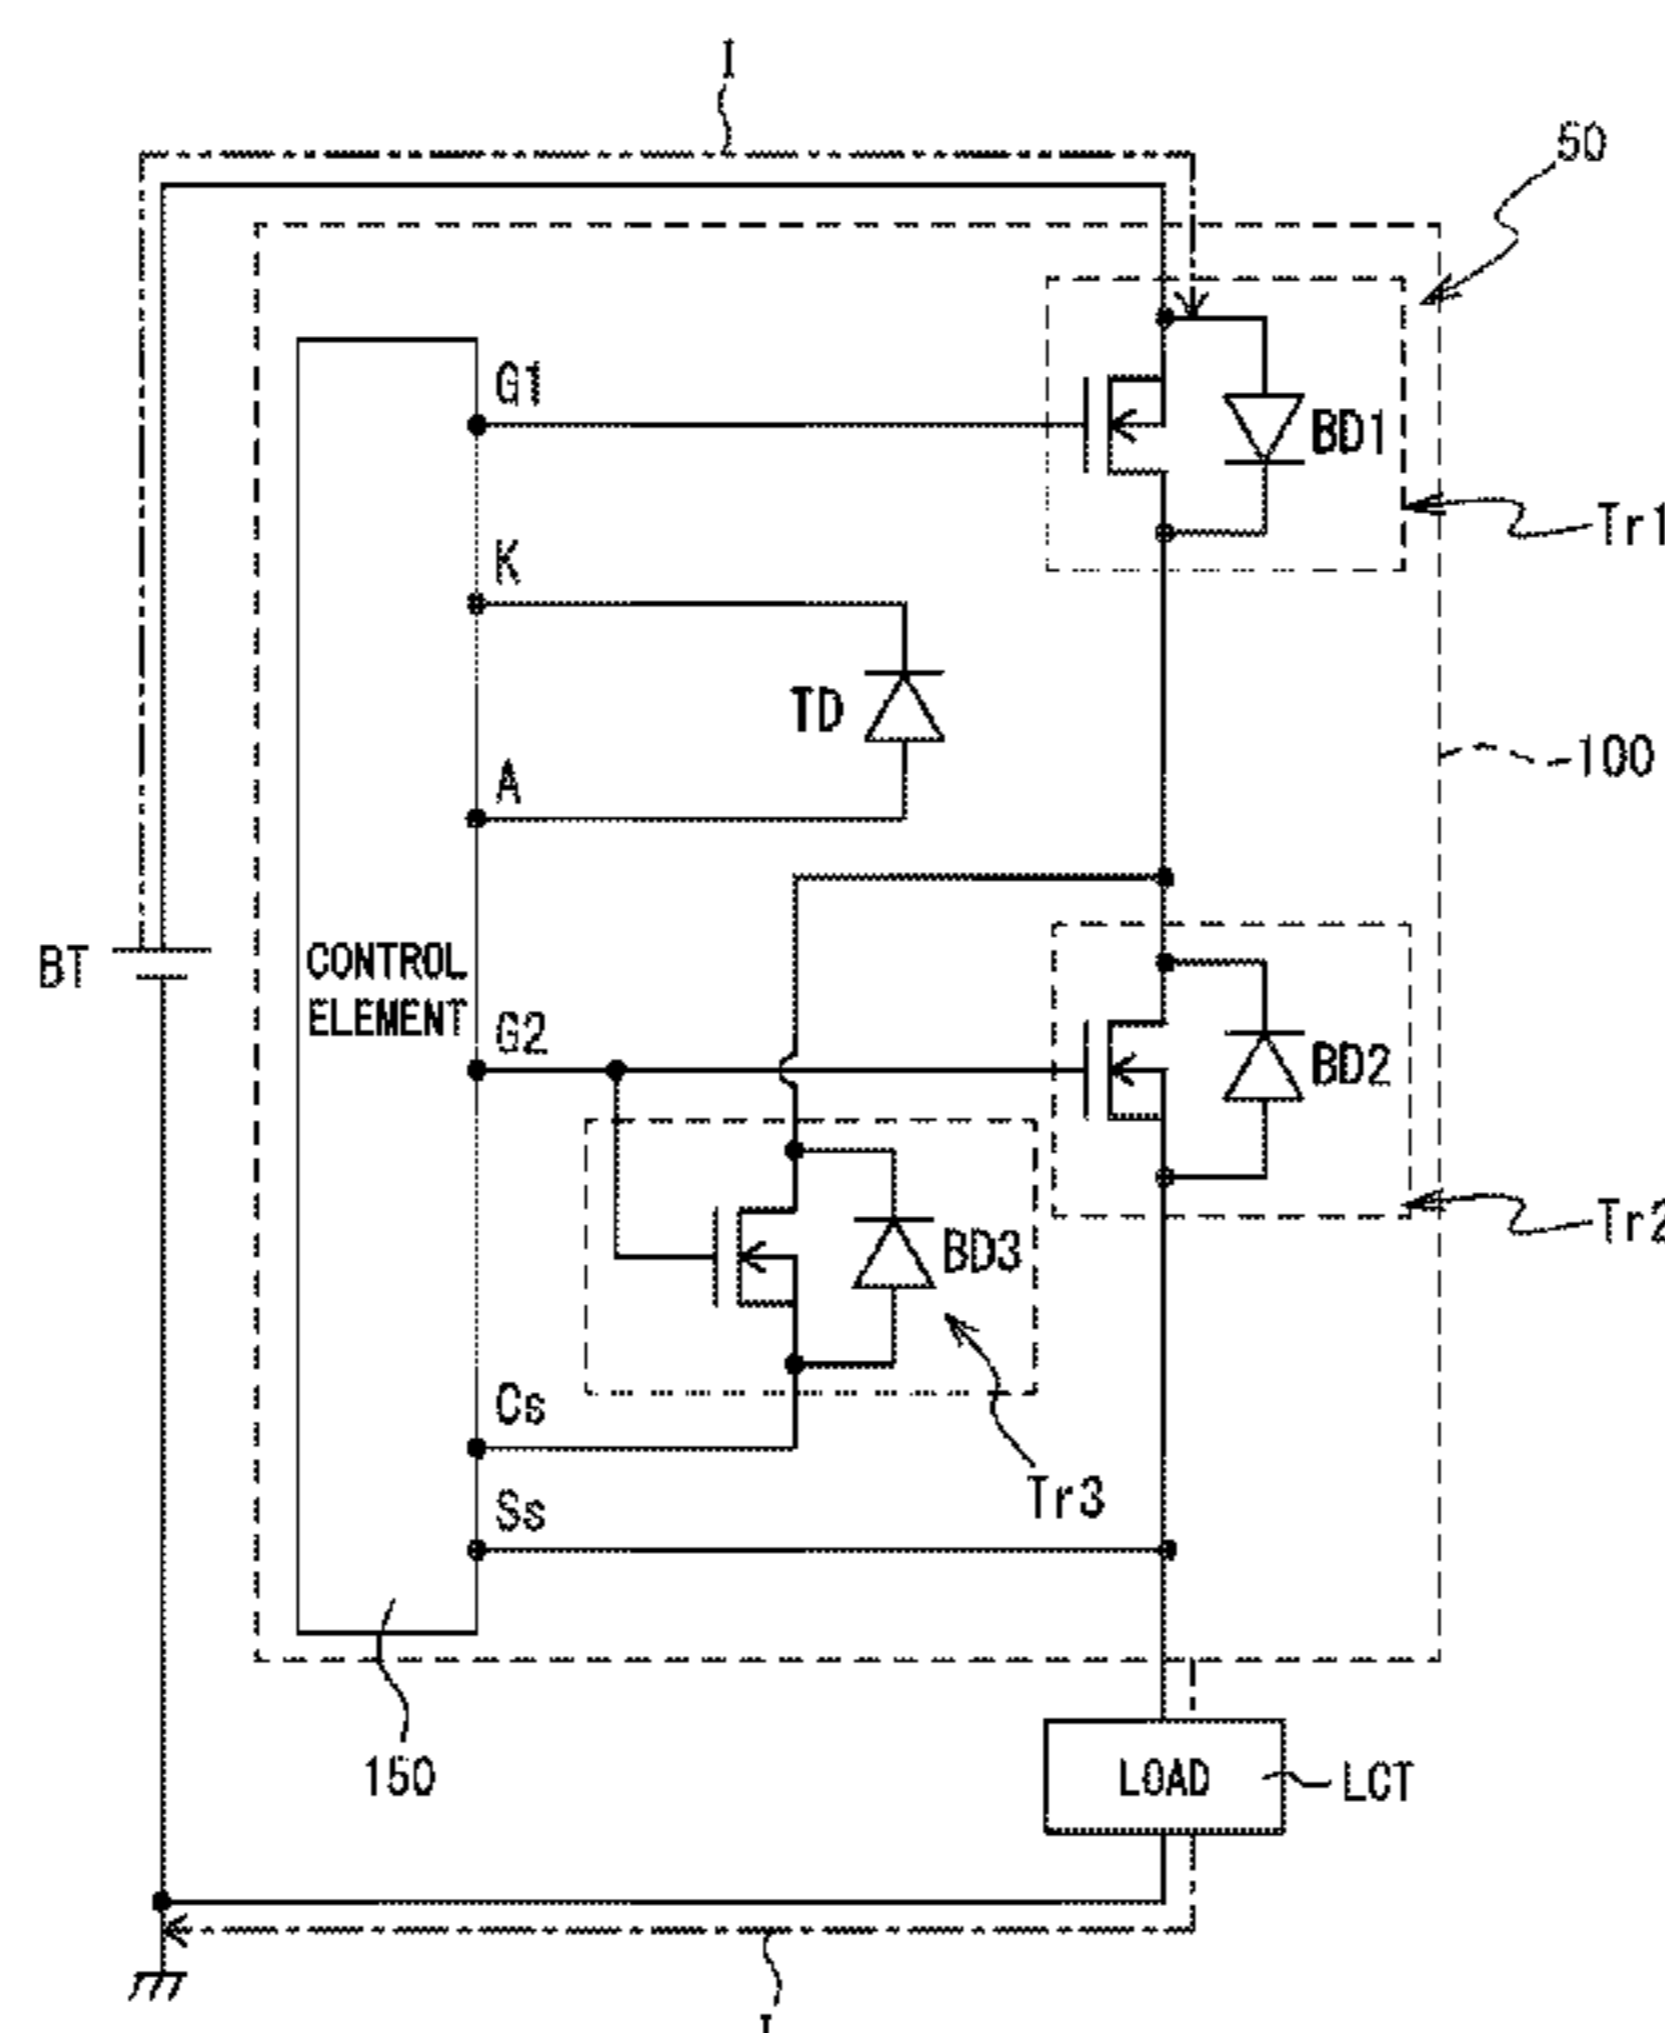 I
50
G1
BD1
Tr1
K
TD
A
100
BT
CONTROL
ELEMENT
G2
BD2
BD3
Tr2
Cs
Tr3
Ss
150
LOAD
LCT